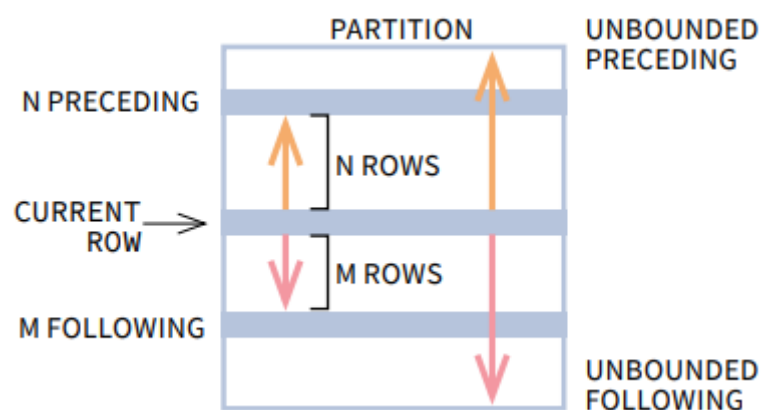 PARTITION
UNBOUNDED
PRECEDING
N PRECEDING
N ROWS
CURRENT
ROW
M ROWS
M FOLLOWING
UNBOUNDED
FOLLOWING